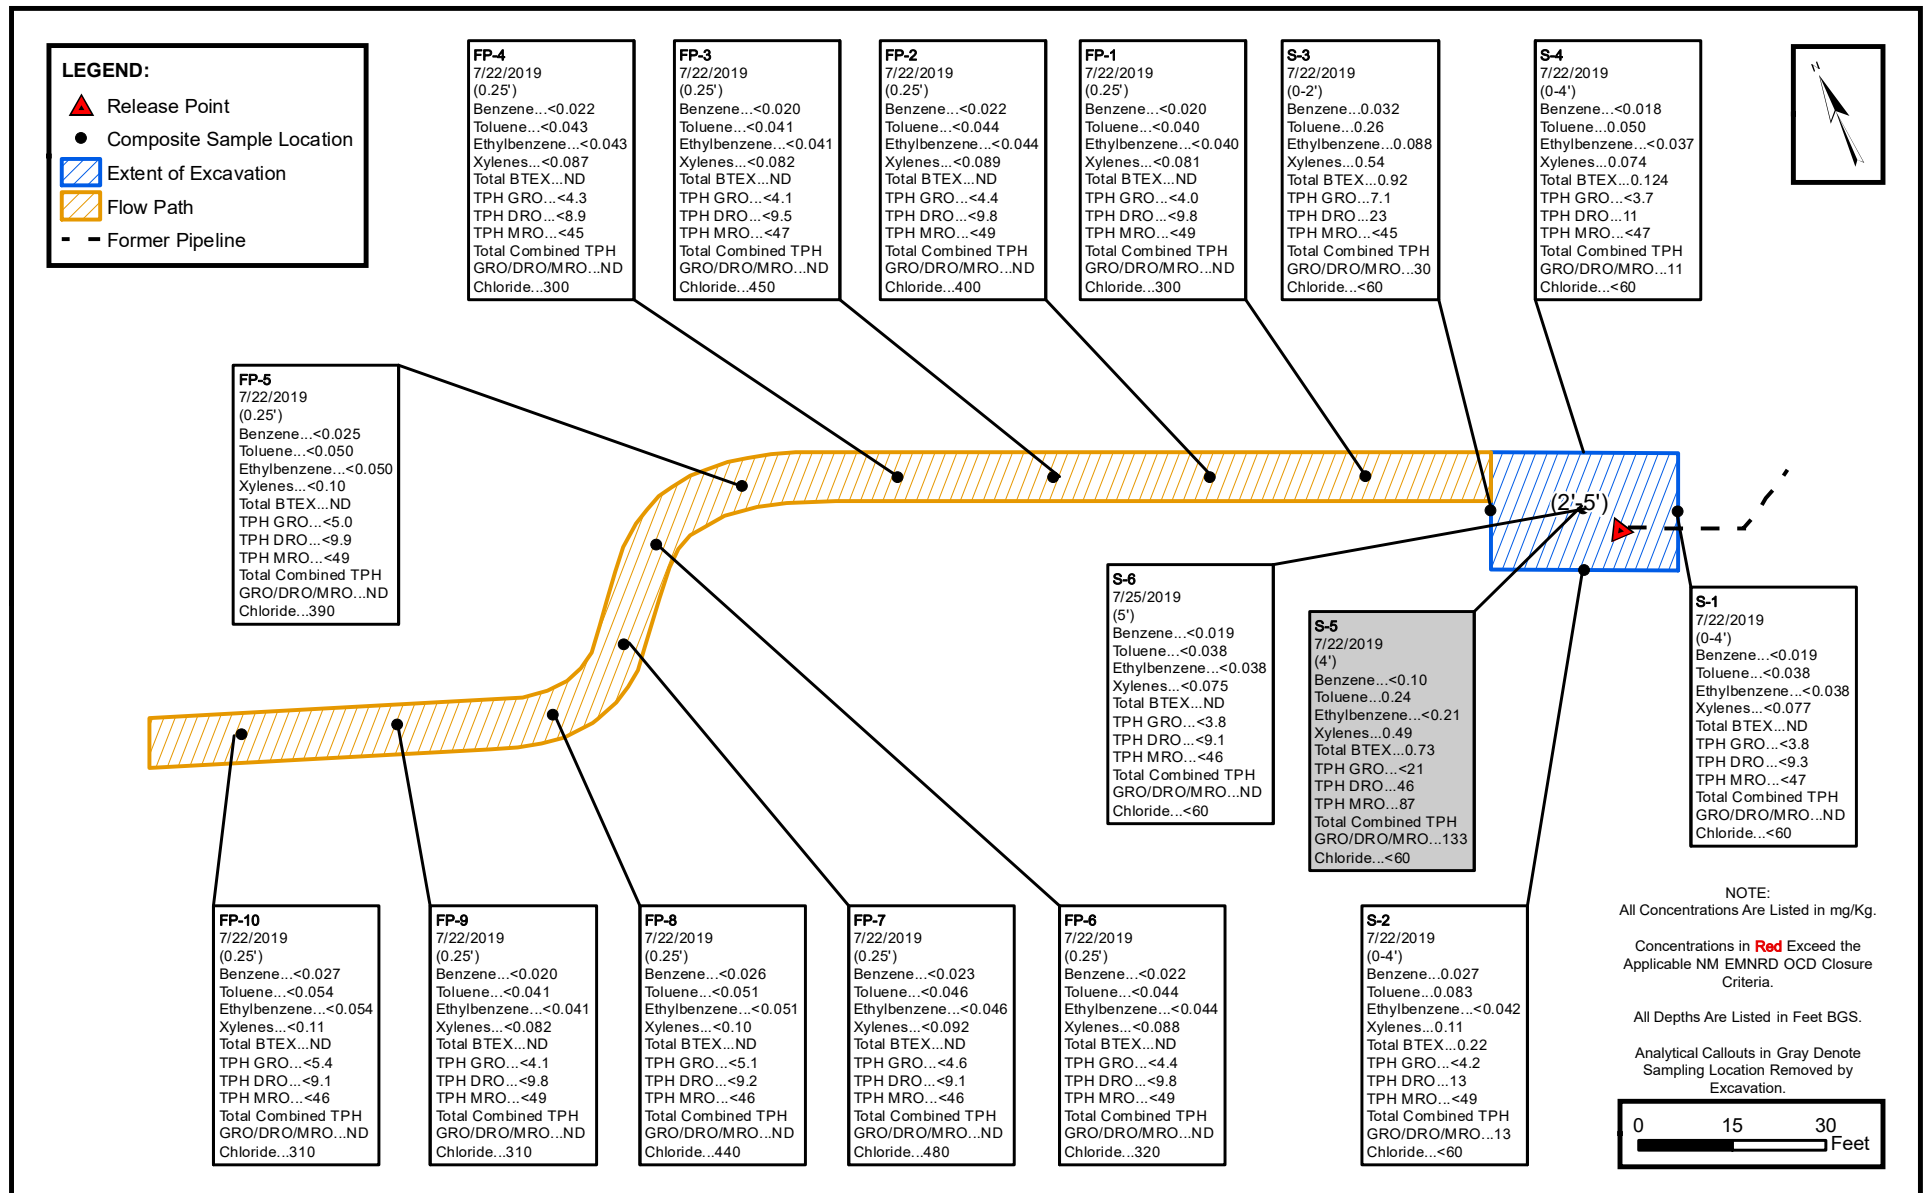 LEGEND:
Release Point
Composite Sample Location
Extent of Excavation
Flow Path
Former Pipeline
FP-4
7/22/2019
(0.25')
Benzene...<0.022
Toluene...<0.043
Ethylbenzene...<0.043
Xylenes...<0.087
Total BTEX...ND
TPH GRO...<4.3
TPH DRO...<8.9
TPH MRO...<45
Total Combined TPH
GRO/DRO/MRO...ND
Chloride...300
FP-3
7/22/2019
(0.25')
Benzene...<0.020
Toluene...<0.041
Ethylbenzene...<0.041
Xylenes...<0.082
Total BTEX...ND
TPH GRO...<4.1
TPH DRO...<9.5
TPH MRO...<47
Total Combined TPH
GRO/DRO/MRO...ND
Chloride...450
FP-2
7/22/2019
(0.25')
Benzene...<0.022
Toluene...<0.044
Ethylbenzene...<0.044
Xylenes...<0.089
Total BTEX...ND
TPH GRO...<4.4
TPH DRO...<9.8
TPH MRO...<49
Total Combined TPH
GRO/DRO/MRO...ND
Chloride...400
FP-1
7/22/2019
(0.25')
Benzene...<0.020
Toluene...<0.040
Ethylbenzene...<0.040
Xylenes...<0.081
Total BTEX...ND
TPH GRO...<4.0
TPH DRO...<9.8
TPH MRO...<49
Total Combined TPH
GRO/DRO/MRO...ND
Chloride...300
S-3
7/22/2019
(0-2')
Benzene...0.032
Toluene...0.26
Ethylbenzene...0.088
Xylenes...0.54
Total BTEX...0.92
TPH GRO...7.1
TPH DRO...23
TPH MRO...<45
Total Combined TPH
GRO/DRO/MRO...30
Chloride...<60
S-4
7/22/2019
(0-4')
Benzene...<0.018
Toluene...0.050
Ethylbenzene...<0.037
Xylenes...0.074
Total BTEX...0.124
TPH GRO...<3.7
TPH DRO...11
TPH MRO...<47
Total Combined TPH
GRO/DRO/MRO...11
Chloride...<60
N
FP-5
7/22/2019
(0.25')
Benzene...<0.025
Toluene...<0.050
Ethylbenzene...<0.050
Xylenes...<0.10
Total BTEX...ND
TPH GRO...<5.0
TPH DRO...<9.9
TPH MRO...<49
Total Combined TPH
GRO/DRO/MRO...ND
Chloride...390
(2'-5')
S-6
7/25/2019
(5')
Benzene...<0.019
Toluene...<0.038
Ethylbenzene...<0.038
Xylenes...<0.075
Total BTEX...ND
TPH GRO...<3.8
TPH DRO...<9.1
TPH MRO...<46
Total Combined TPH
GRO/DRO/MRO...ND
Chloride...<60
S-5
7/22/2019
(4')
Benzene...<0.10
Toluene...0.24
Ethylbenzene...<0.21
Xylenes...0.49
Total BTEX...0.73
TPH GRO...<21
TPH DRO...46
TPH MRO...87
Total Combined TPH
GRO/DRO/MRO...133
Chloride...<60
S-1
7/22/2019
(0-4')
Benzene...<0.019
Toluene...<0.038
Ethylbenzene...<0.038
Xylenes...<0.077
Total BTEX...ND
TPH GRO...<3.8
TPH DRO...<9.3
TPH MRO...<47
Total Combined TPH
GRO/DRO/MRO...ND
Chloride...<60
FP-10
7/22/2019
(0.25')
Benzene...<0.027
Toluene...<0.054
Ethylbenzene...<0.054
Xylenes...<0.11
Total BTEX...ND
TPH GRO...<5.4
TPH DRO...<9.1
TPH MRO...<46
Total Combined TPH
GRO/DRO/MRO...ND
Chloride...310
FP-9
7/22/2019
(0.25')
Benzene...<0.020
Toluene...<0.041
Ethylbenzene...<0.041
Xylenes...<0.082
Total BTEX...ND
TPH GRO...<4.1
TPH DRO...<9.8
TPH MRO...<49
Total Combined TPH
GRO/DRO/MRO...ND
Chloride...310
FP-8
7/22/2019
(0.25')
Benzene...<0.026
Toluene...<0.051
Ethylbenzene...<0.051
Xylenes...<0.10
Total BTEX...ND
TPH GRO...<5.1
TPH DRO...<9.2
TPH MRO...<46
Total Combined TPH
GRO/DRO/MRO...ND
Chloride...440
FP-7
7/22/2019
(0.25')
Benzene...<0.023
Toluene...<0.046
Ethylbenzene...<0.046
Xylenes...<0.092
Total BTEX...ND
TPH GRO...<4.6
TPH DRO...<9.1
TPH MRO...<46
Total Combined TPH
GRO/DRO/MRO...ND
Chloride...480
FP-6
7/22/2019
(0.25')
Benzene...<0.022
Toluene...<0.044
Ethylbenzene...<0.044
Xylenes...<0.088
Total BTEX...ND
TPH GRO...<4.4
TPH DRO...<9.8
TPH MRO...<49
Total Combined TPH
GRO/DRO/MRO...ND
Chloride...320
S-2
7/22/2019
(0-4')
Benzene...0.027
Toluene...0.083
Ethylbenzene...<0.042
Xylenes...0.11
Total BTEX...0.22
TPH GRO...<4.2
TPH DRO...13
TPH MRO...<49
Total Combined TPH
GRO/DRO/MRO...13
Chloride...<60
NOTE:
All Concentrations Are Listed in mg/Kg.
Concentrations in Red Exceed the
Applicable NM EMNRD OCD Closure
Criteria.
All Depths Are Listed in Feet BGS.
Analytical Callouts in Gray Denote
Sampling Location Removed by
Excavation.
0 15 30
Feet